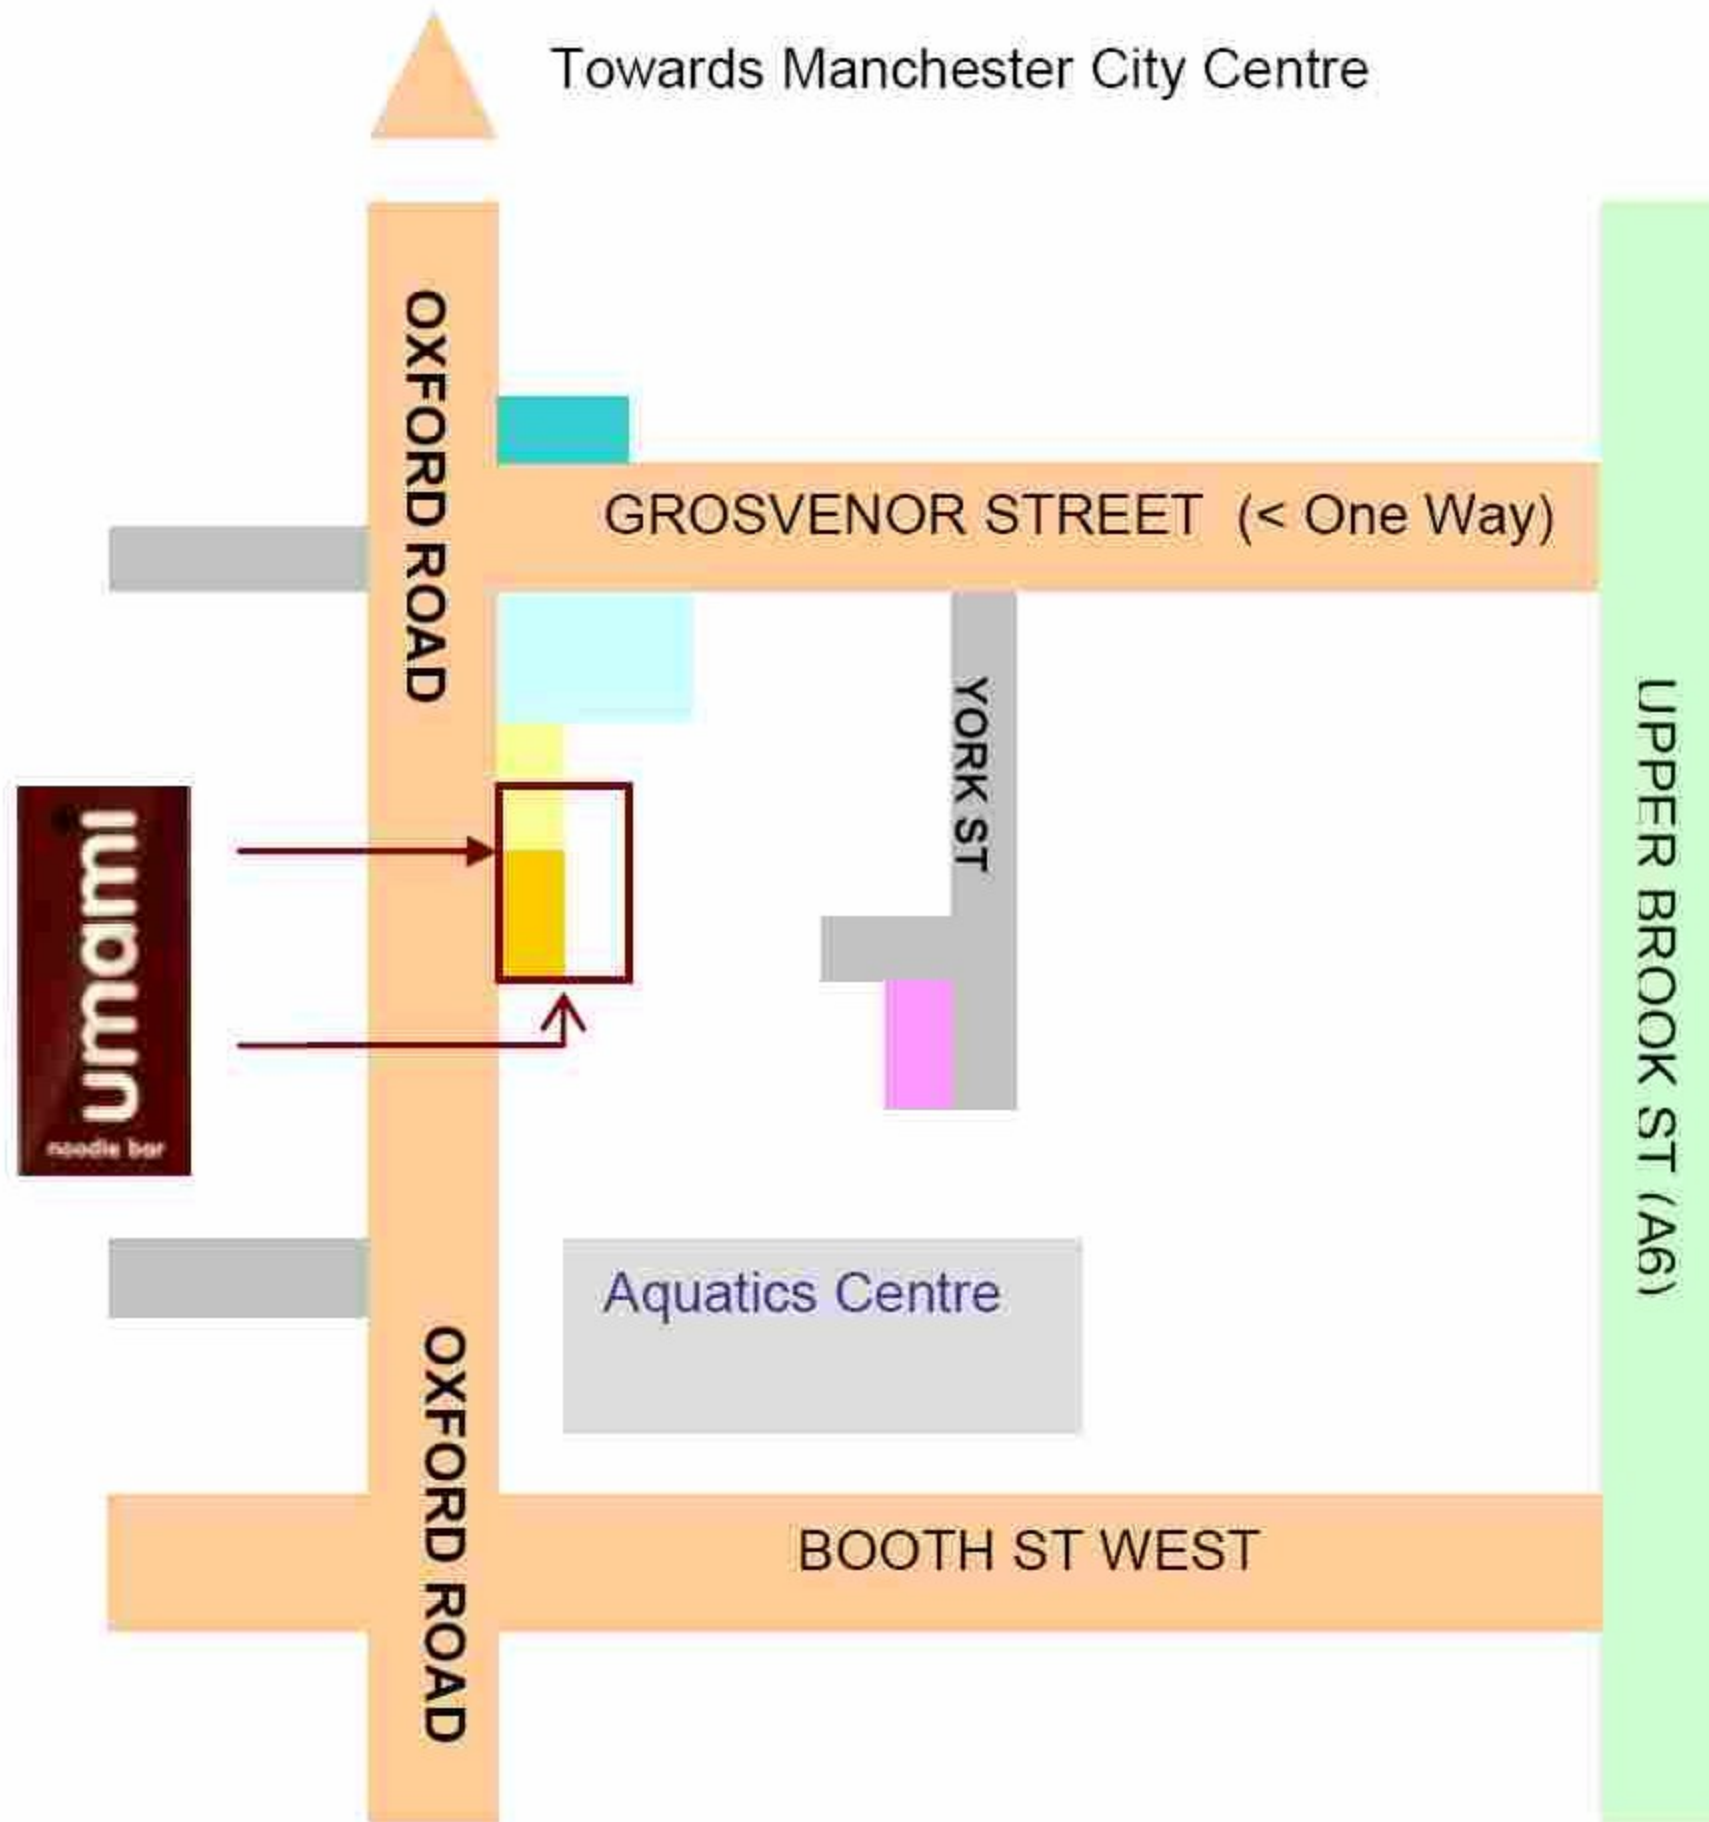 Towards Manchester City Centre
OXFORD ROAD
GROSVENOR STREET (< One Way)
YORK ST
UPPER BROOK ST (A6)
umami
noodle bar
Aquatics Centre
OXFORD ROAD
BOOTH ST WEST